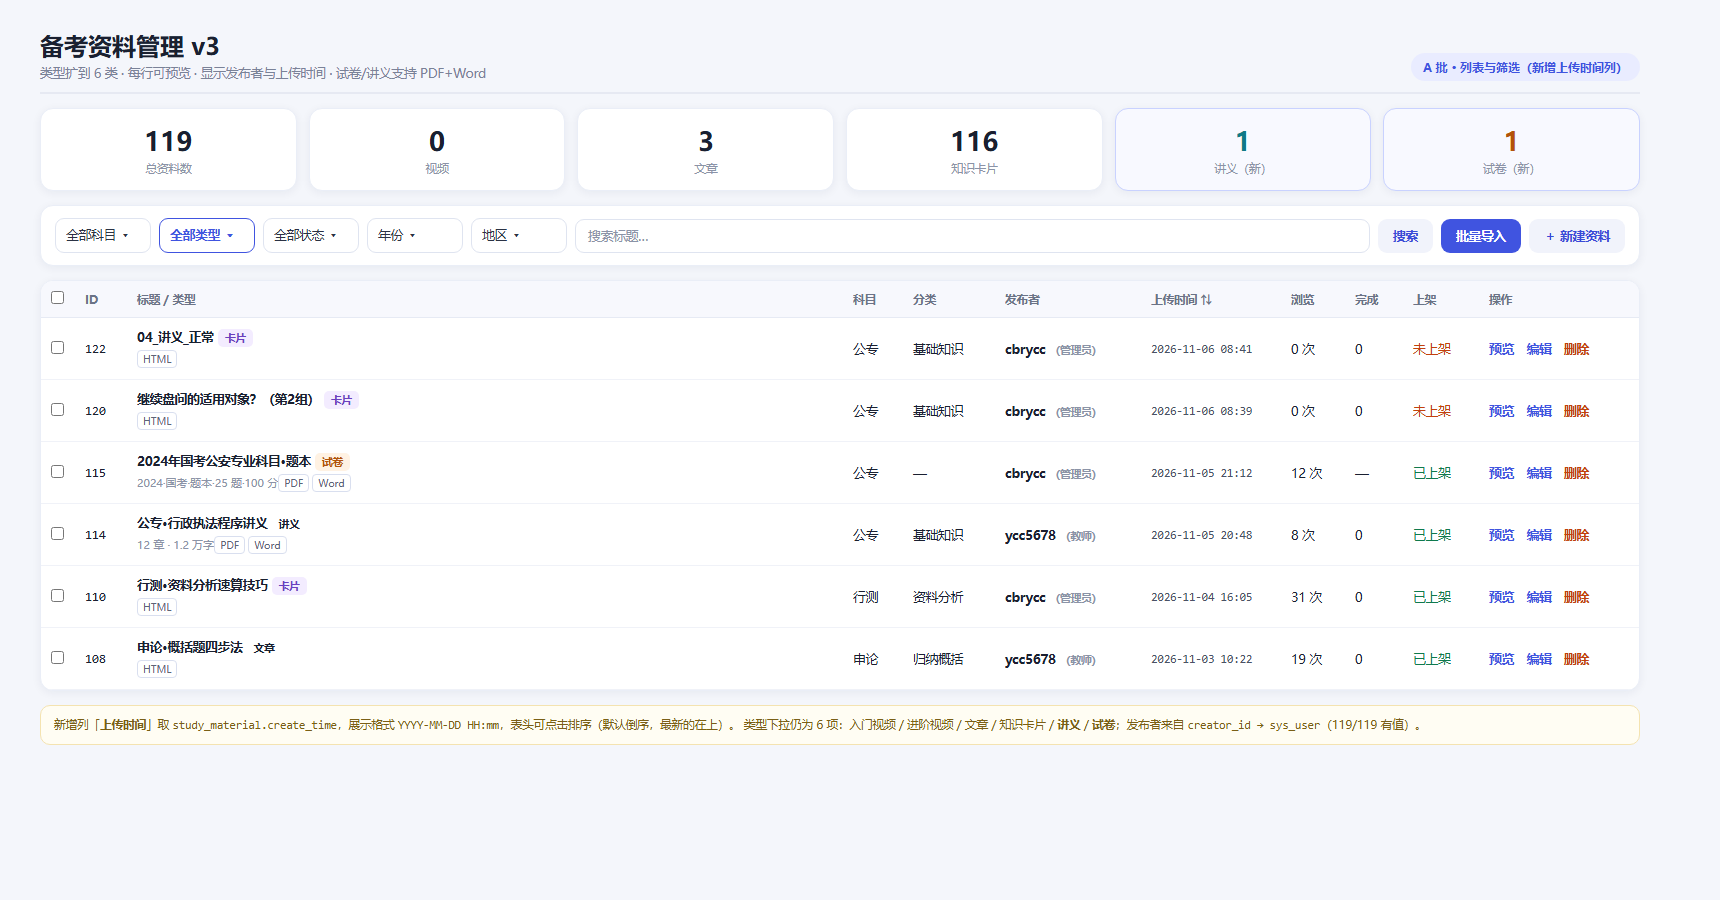 备考资料管理 v3
类型扩到 6 类 · 每行可预览 · 显示发布者与上传时间 · 试卷/讲义支持 PDF+Word
A 批 • 列表与筛选（新增上传时间列）
119
总资料数
0
视频
3
文章
116
知识卡片
1
讲义（新）
1
试卷（新）
全部科目 ▾ 全部类型 ▾ 全部状态 ▾ 年份 ▾ 地区 ▾ 搜索标题... 搜索 批量导入 + 新建资料
ID 标题 / 类型 科目 分类 发布者 上传时间 ⇅ 浏览 完成 上架 操作
122 04_讲义_正常 卡片 公专 基础知识 cbrycc (管理员) 2026-11-06 08:41 0 次 0 未上架 预览 编辑 删除
HTML
120 继续盘问的适用对象？（第2组） 卡片 公专 基础知识 cbrycc (管理员) 2026-11-06 08:39 0 次 0 未上架 预览 编辑 删除
HTML
115 2024年国考公安专业科目•题本 试卷 公专 — cbrycc (管理员) 2026-11-05 21:12 12 次 — 已上架 预览 编辑 删除
2024·国考·题本·25 题·100 分 PDF Word
114 公专•行政执法程序讲义 讲义 公专 基础知识 ycc5678 (教师) 2026-11-05 20:48 8 次 0 已上架 预览 编辑 删除
12 章 · 1.2 万字 PDF Word
110 行测•资料分析速算技巧 卡片 行测 资料分析 cbrycc (管理员) 2026-11-04 16:05 31 次 0 已上架 预览 编辑 删除
HTML
108 申论•概括题四步法 文章 申论 归纳概括 ycc5678 (教师) 2026-11-03 10:22 19 次 0 已上架 预览 编辑 删除
HTML
新增列「上传时间」取 study_material.create_time，展示格式 YYYY-MM-DD HH:mm，表头可点击排序（默认倒序，最新的在上）。 类型下拉仍为 6 项：入门视频 / 进阶视频 / 文章 / 知识卡片 / 讲义 / 试卷；发布者来自 creator_id → sys_user（119/119 有值）。